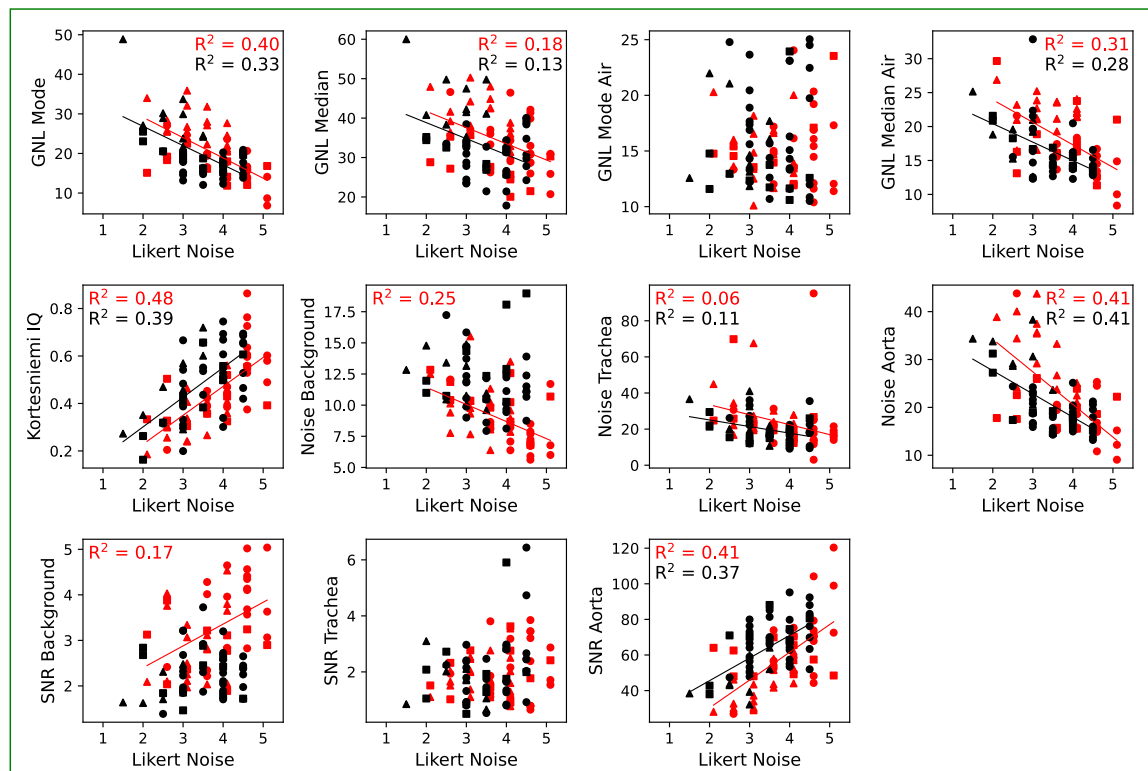 R² = 0.40
R² = 0.33
50
40
30
20
10
GNL Mode
1 2 3 4 5
Likert Noise
R² = 0.18
R² = 0.13
60
50
40
30
20
GNL Median
1 2 3 4 5
Likert Noise
25
20
15
10
GNL Mode Air
1 2 3 4 5
Likert Noise
R² = 0.31
R² = 0.28
30
25
20
15
10
GNL Median Air
1 2 3 4 5
Likert Noise
R² = 0.48
R² = 0.39
0.8
0.6
0.4
0.2
Kortesniemi IQ
1 2 3 4 5
Likert Noise
R² = 0.25
17.5
15.0
12.5
10.0
7.5
5.0
Noise Background
1 2 3 4 5
Likert Noise
R² = 0.06
R² = 0.11
100
80
60
40
20
0
Noise Trachea
1 2 3 4 5
Likert Noise
R² = 0.41
R² = 0.41
40
30
20
10
Noise Aorta
1 2 3 4 5
Likert Noise
R² = 0.17
5
4
3
2
SNR Background
1 2 3 4 5
Likert Noise
6
4
2
SNR Trachea
1 2 3 4 5
Likert Noise
R² = 0.41
R² = 0.37
120
100
80
60
40
SNR Aorta
1 2 3 4 5
Likert Noise